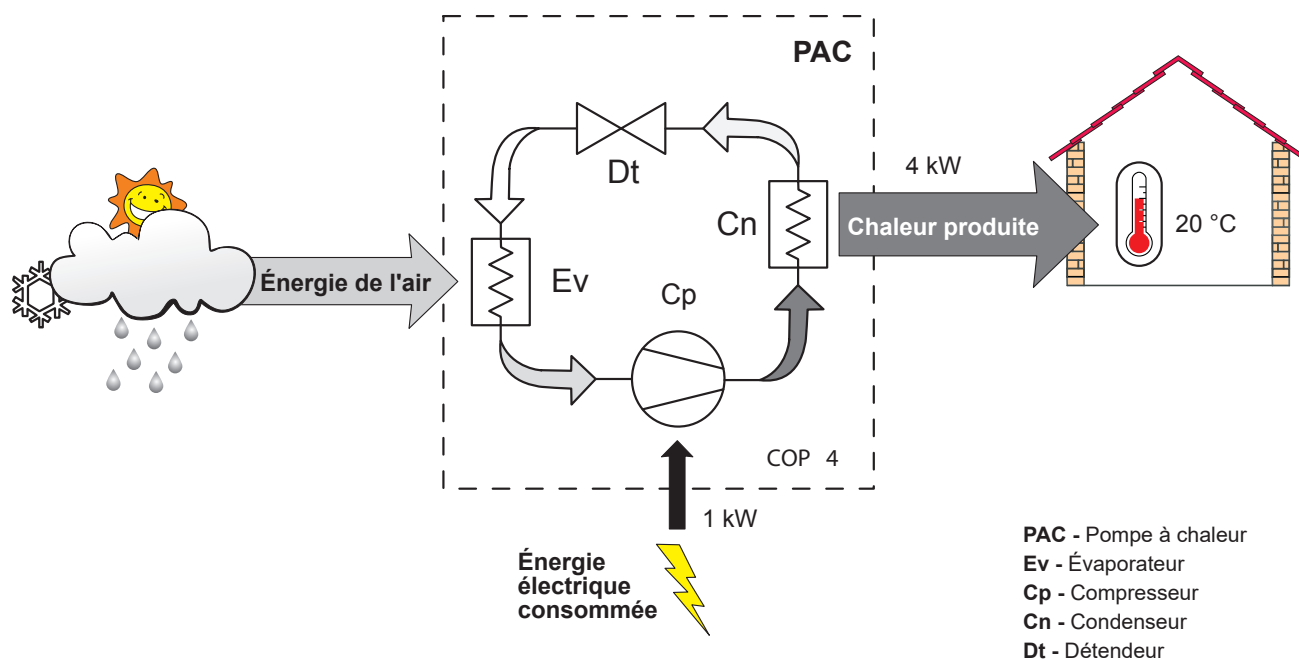 PAC
Dt
4 kW
Cn
Chaleur produite
20 °C
Énergie de l'air
Ev
Cp
COP 4
1 kW
Énergie
électrique
consommée
PAC - Pompe à chaleur
Ev - Évaporateur
Cp - Compresseur
Cn - Condenseur
Dt - Détendeur